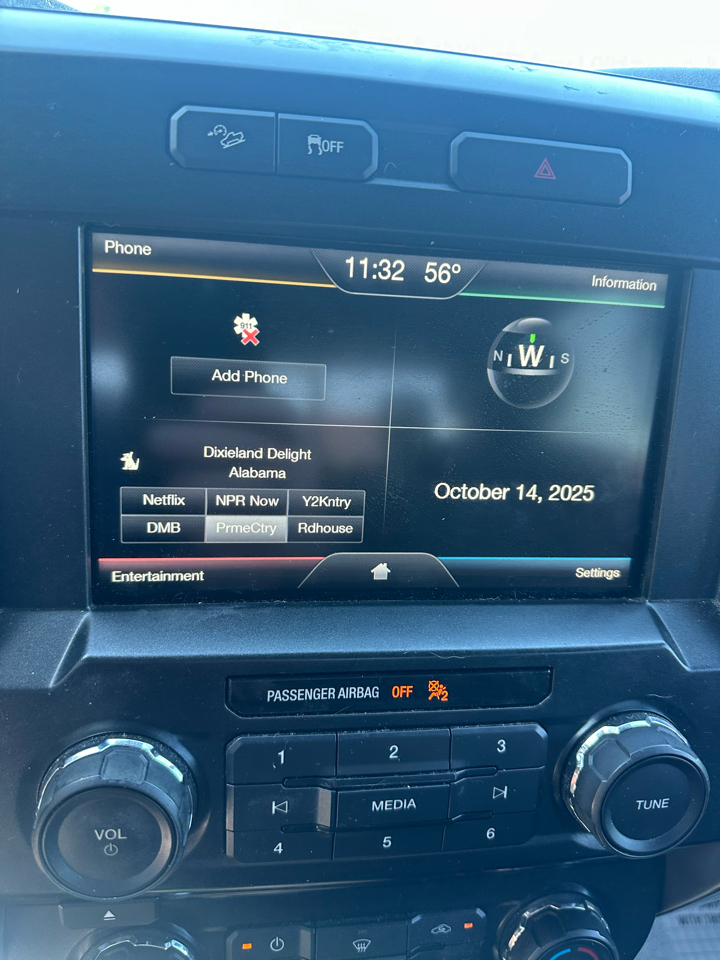 OFF
Phone
11:32 56°
Information
911
Add Phone
N W S
Dixieland Delight
Alabama
Netflix NPR Now Y2Kntry
DMB PrmeCtry Rdhouse
October 14, 2025
Entertainment
Settings
PASSENGER AIRBAG OFF 2
1 2 3
MEDIA
4 5 6
VOL
TUNE